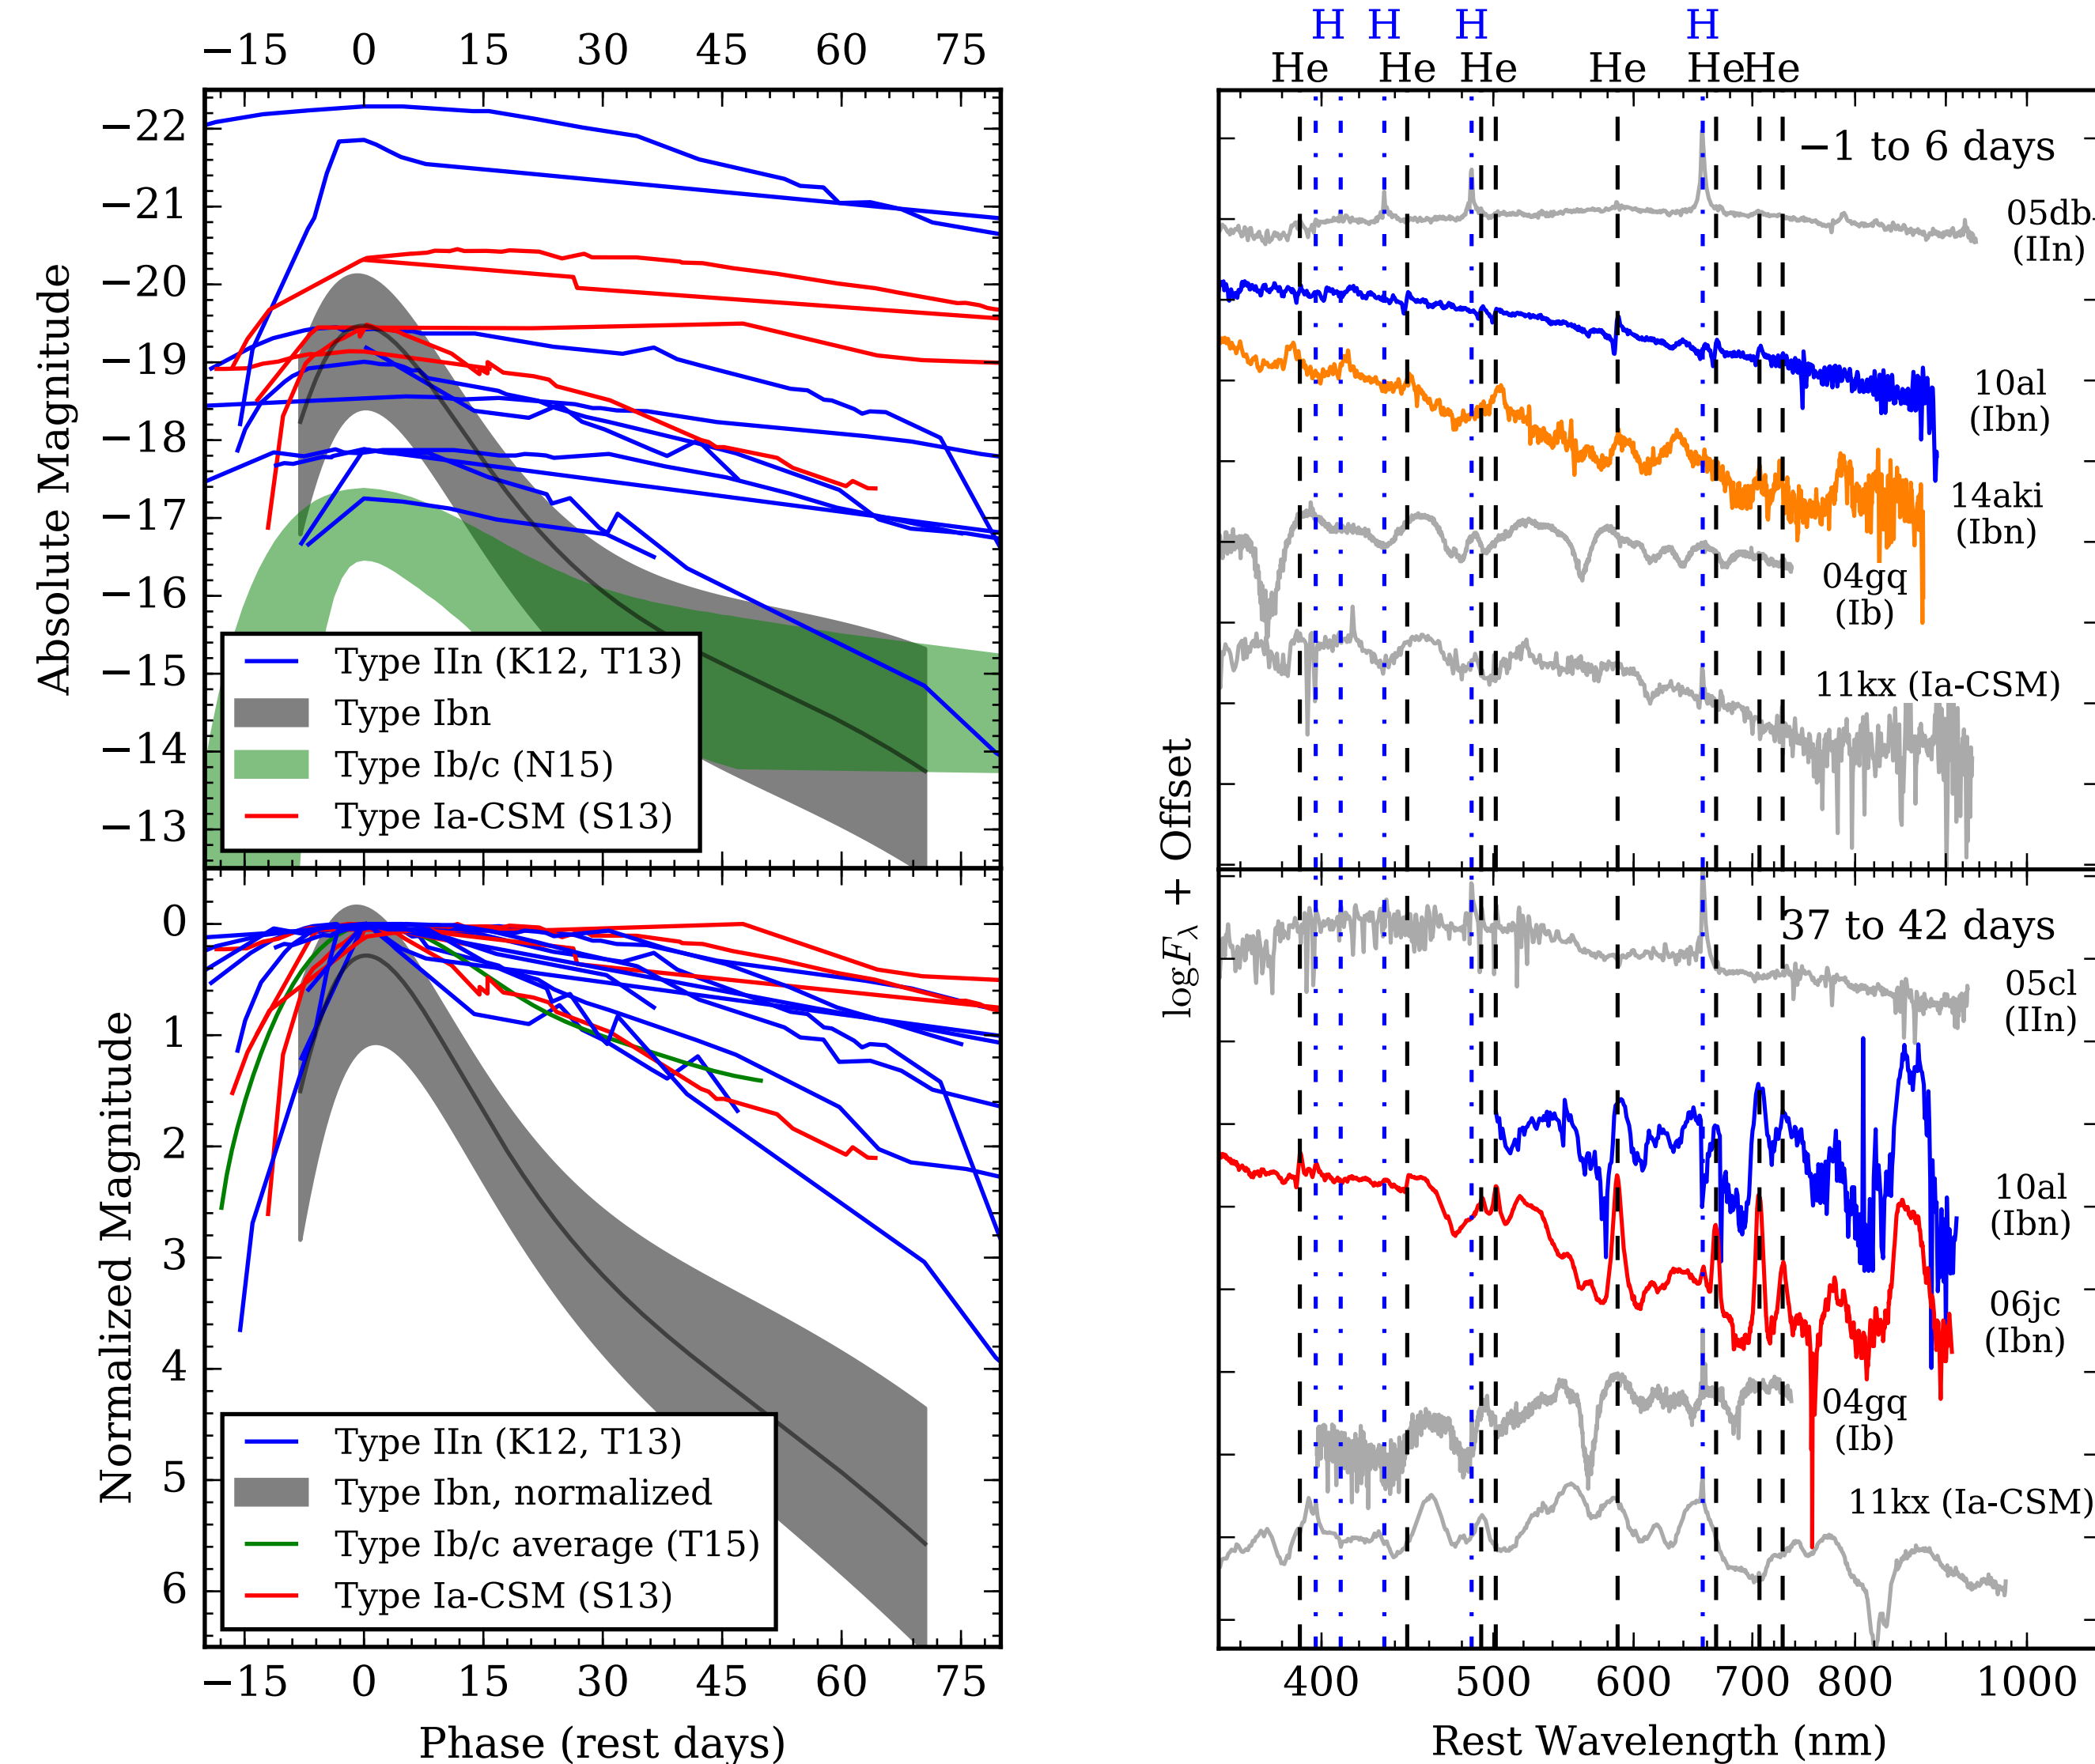 −15 0 15 30 45 60 75
−22
−21
−20
−19
−18
−17
−16
−15
−14
−13
Absolute Magnitude
Type IIn (K12, T13)
Type Ibn
Type Ib/c (N15)
Type Ia-CSM (S13)
0
1
2
3
4
5
6
Normalized Magnitude
Type IIn (K12, T13)
Type Ibn, normalized
Type Ib/c average (T15)
Type Ia-CSM (S13)
−15 0 15 30 45 60 75
Phase (rest days)
H H H H
He He He He He He
−1 to 6 days
05db
(IIn)
10al
(Ibn)
14aki
(Ibn)
04gq
(Ib)
11kx (Ia-CSM)
logFλ + Offset
37 to 42 days
05cl
(IIn)
10al
(Ibn)
06jc
(Ibn)
04gq
(Ib)
11kx (Ia-CSM)
400 500 600 700 800 1000
Rest Wavelength (nm)